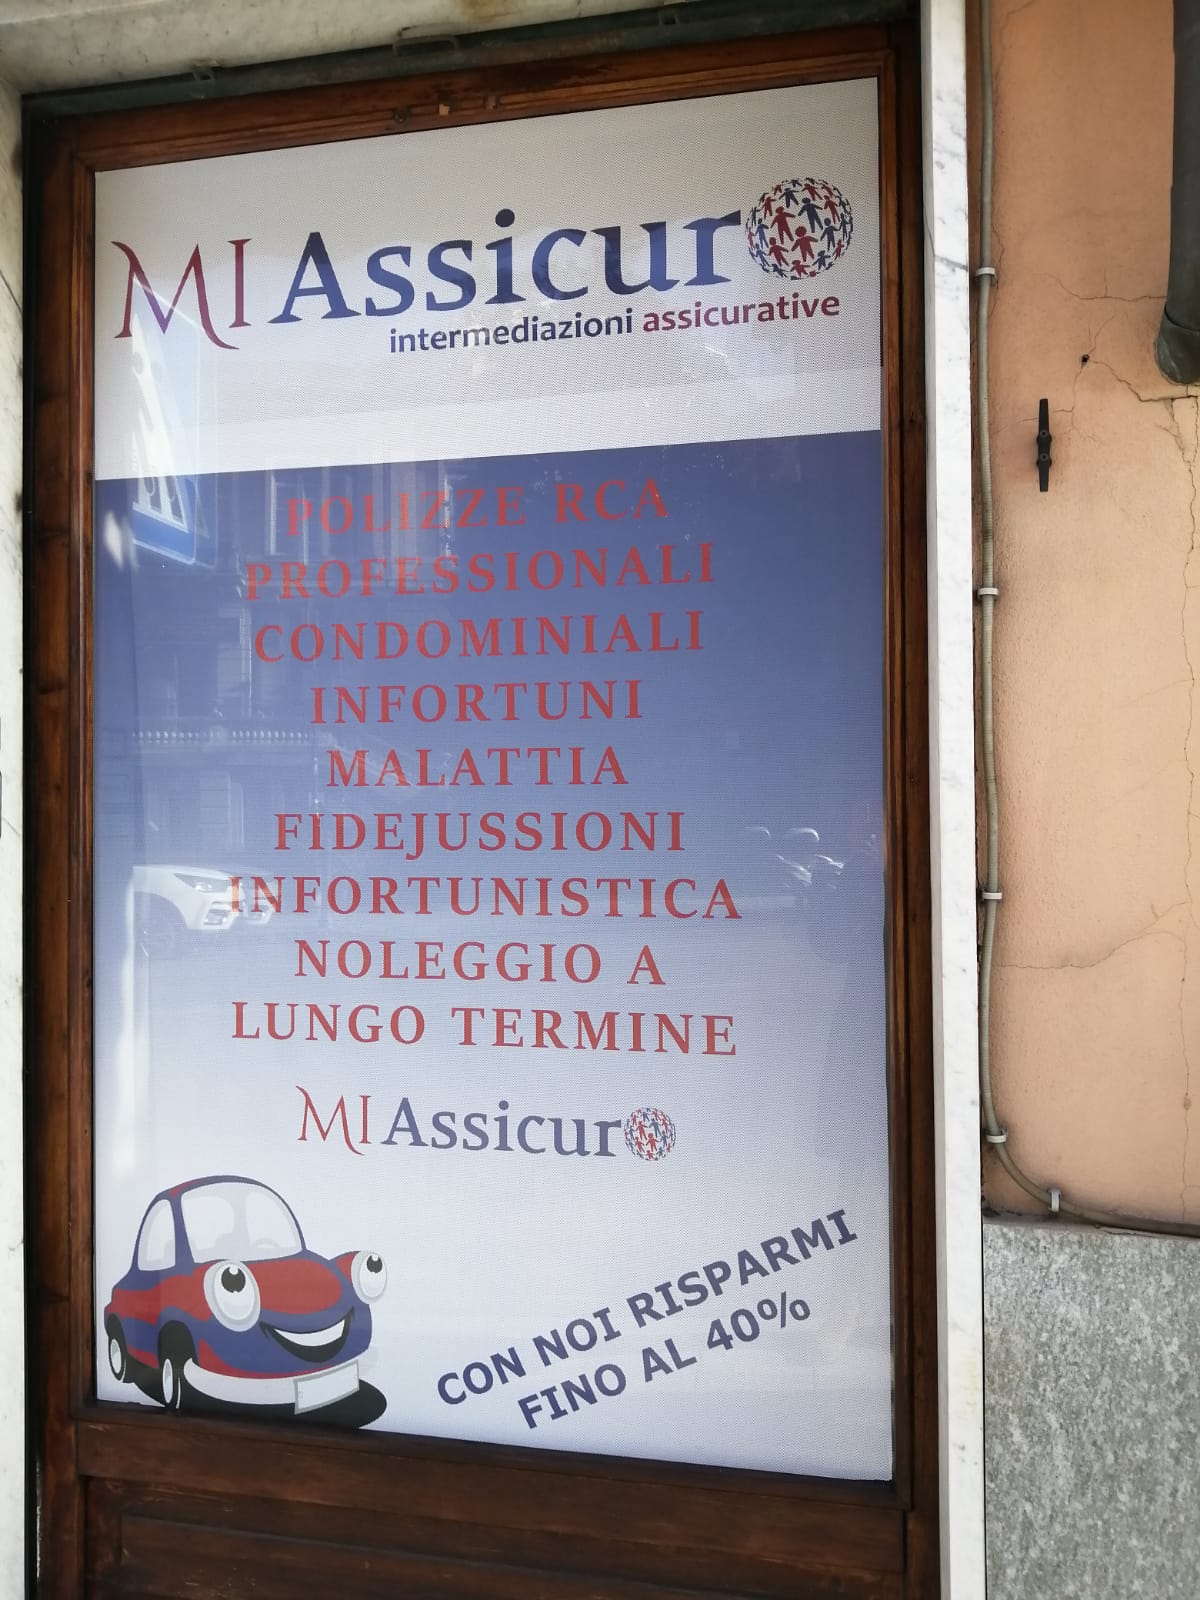 MI Assicuro
intermediazioni assicurative
POLIZZE RCA
PROFESSIONALI
CONDOMINIALI
INFORTUNI
MALATTIA
FIDEJUSSIONI
INFORTUNISTICA
NOLEGGIO A
LUNGO TERMINE
MI Assicuro
CON NOI RISPARMI
FINO AL 40%